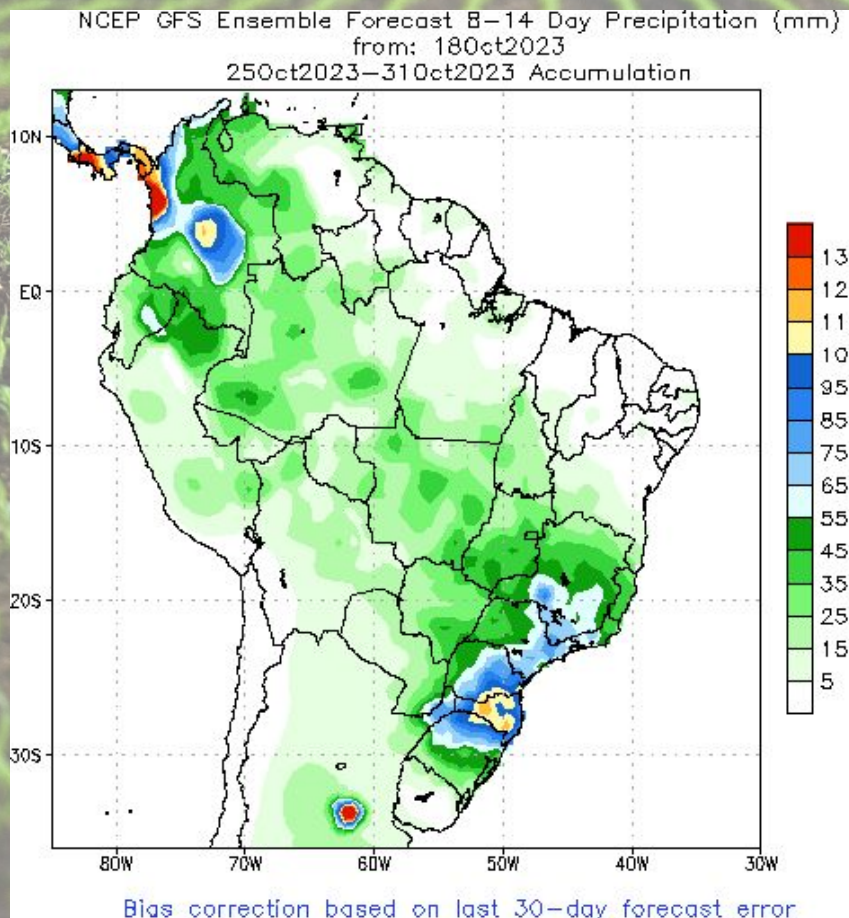 NCEP GFS Ensemble Forecast 8-14 Day Precipitation (mm)
from: 18Oct2023
25Oct2023-31Oct2023 Accumulation
10N
EQ
10S
20S
30S
80W
70W
60W
50W
40W
30W
13
12
11
10
95
85
75
65
55
45
35
25
15
5
Bias correction based on last 30-day forecast error